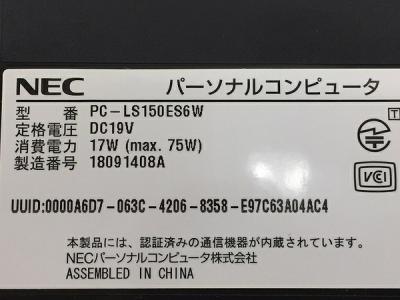 NEC パーソナルコンピュータ
型 番 PC-LS150ES6W
定格電圧 DC19V
消費電力 17W (max. 75W)
製造番号 18091408A
T
VCCI
UUID:0000A6D7-063C-4206-8358-E97C63A04AC4
本製品には、認証済みの通信機器が内蔵されています。
NECパーソナルコンピュータ株式会社
ASSEMBLED IN CHINA